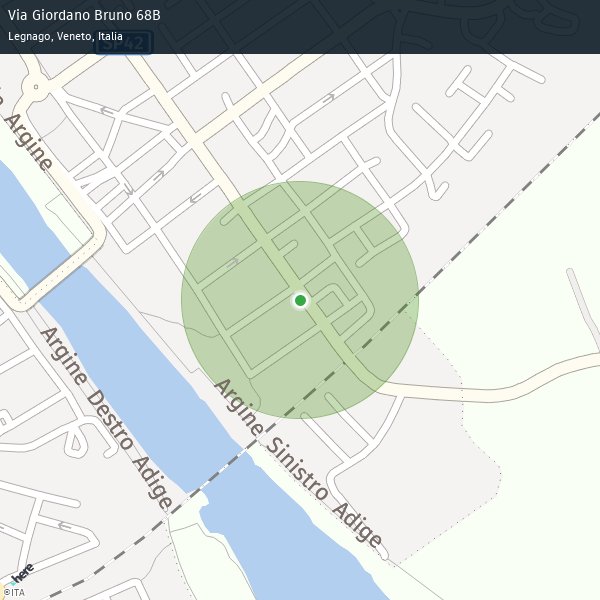 Via Giordano Bruno 68B
Legnago, Veneto, Italia
SP42
Argine
Argine Destro Adige
Argine Sinistro Adige
here
©ITA